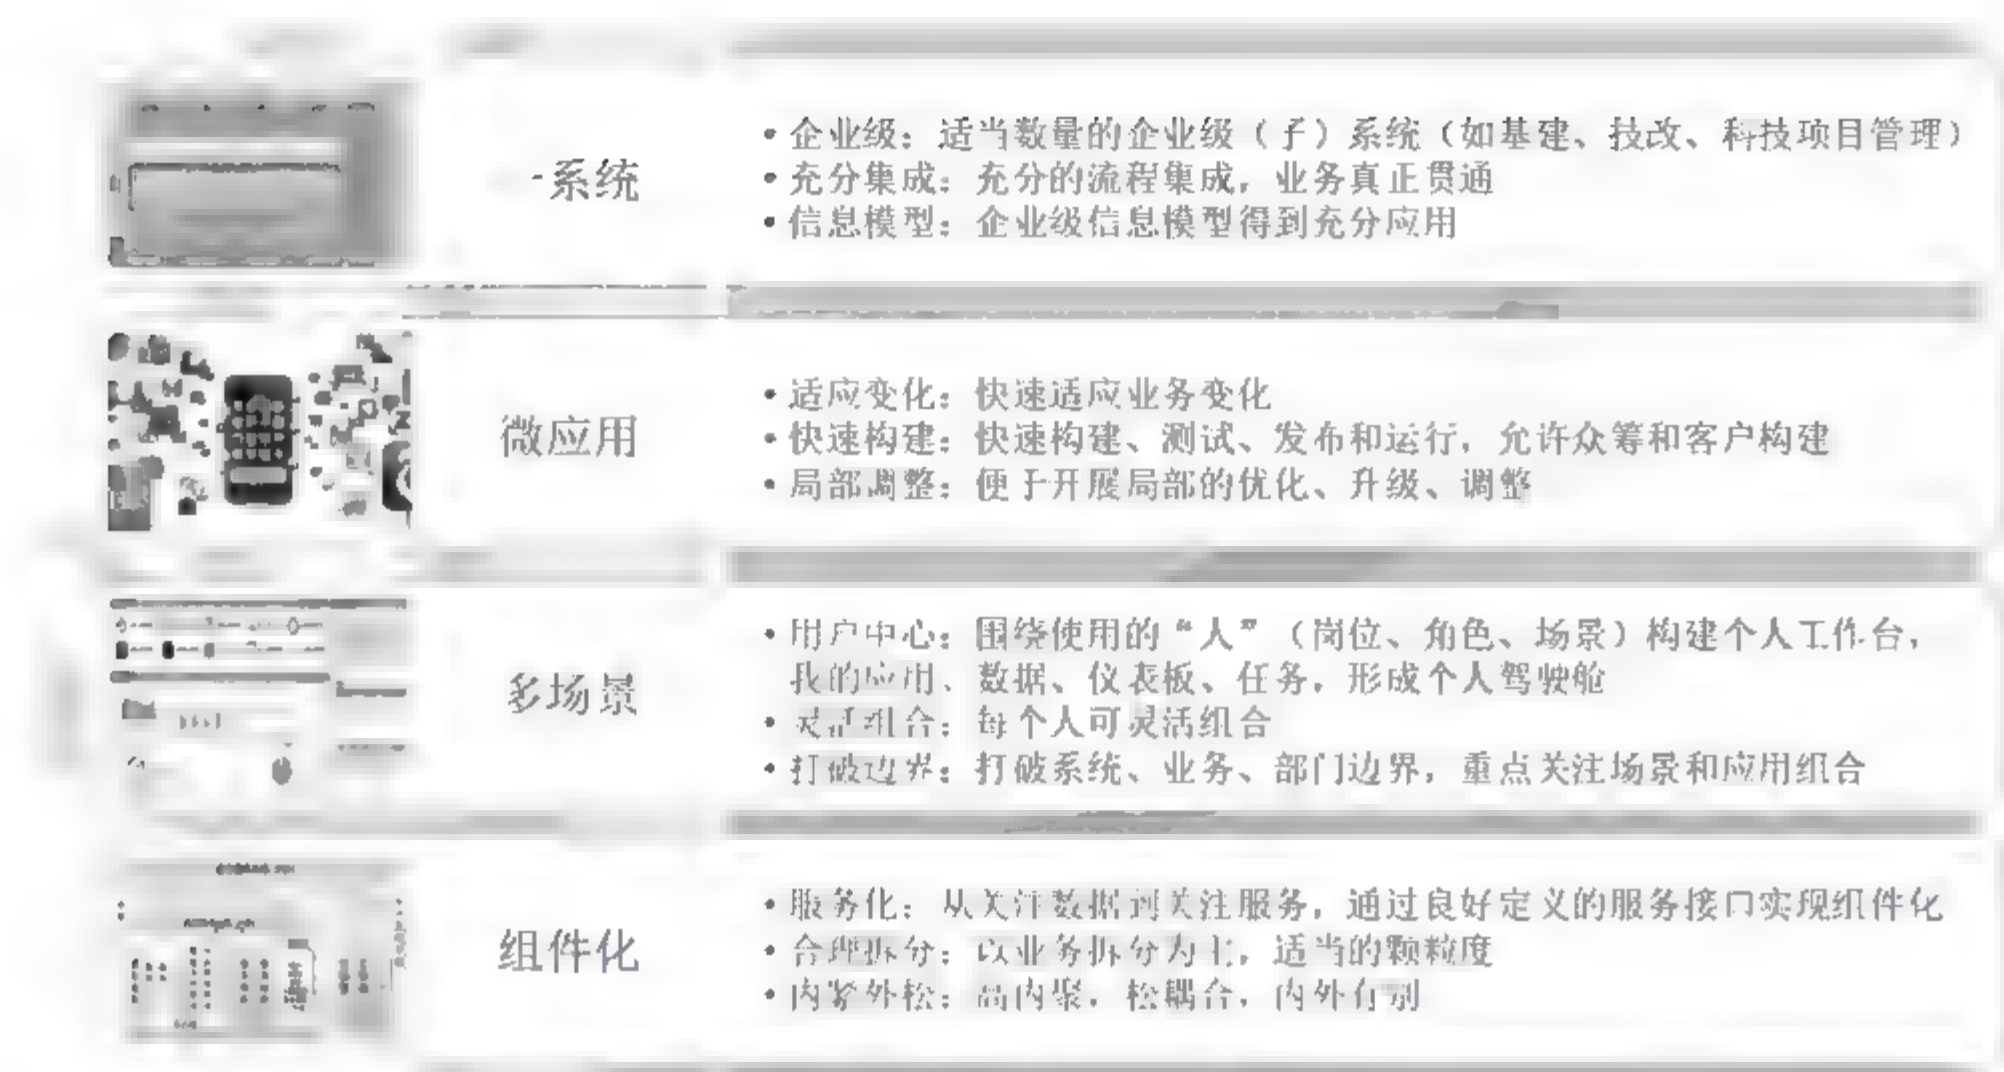 一系统
• 企业级：适当数量的企业级（子）系统（如基建、技改、科技项目管理）
• 充分集成：充分的流程集成，业务真正贯通
• 信息模型：企业级信息模型得到充分应用
微应用
• 适应变化：快速适应业务变化
• 快速构建：快速构建、测试、发布和运行，允许众筹和客户构建
• 局部调整：便于开展局部的优化、升级、调整
多场景
• 用户中心：围绕使用的“人”（岗位、角色、场景）构建个人工作台，
我的应用、数据、仪表板、任务，形成个人驾驶舱
• 灵活组合：每个人可灵活组合
• 打破边界：打破系统、业务、部门边界，重点关注场景和应用组合
组件化
• 服务化：从关注数据到关注服务，通过良好定义的服务接口实现组件化
• 合理拆分：以业务拆分为主，适当的颗粒度
• 内紧外松：高内聚，松耦合，内外有别